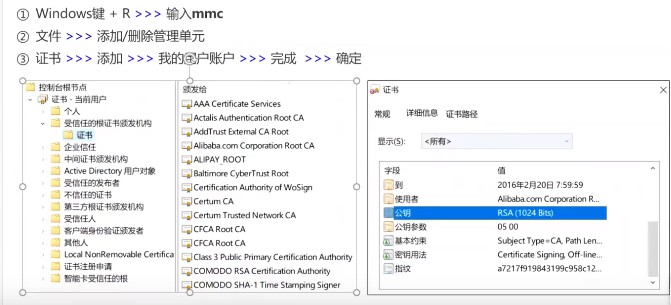 ① Windows键 + R >>> 输入mmc
② 文件 >>> 添加/删除管理单元
③ 证书 >>> 添加 >>> 我的用户账户 >>> 完成 >>> 确定
控制台根节点
证书 - 当前用户
个人
受信任的根证书颁发机构
证书
企业信任
中间证书颁发机构
Active Directory 用户对象
受信任的发布者
不信任的证书
第三方根证书颁发机构
受信任人
客户端身份验证颁发者
其他人
Local NonRemovable Certifica
证书注册申请
智能卡受信任的根
颁发给
AAA Certificate Services
Actalis Authentication Root CA
AddTrust External CA Root
Alibaba.com Corporation Root
ALIPAY_ROOT
Baltimore CyberTrust Root
Certification Authority of WoSign
Certum CA
Certum Trusted Network CA
CFCA Root CA
CFCA Root CA
Class 3 Public Primary Certification Authority
COMODO RSA Certification Authority
COMODO SHA-1 Time Stamping Signer
证书
常规 详细信息 证书路径
显示(S): <所有>
字段 值
到 2016年2月20日 7:59:59
使用者 Alibaba.com Corporation R...
公钥 RSA (1024 Bits)
公钥参数 05 00
基本约束 Subject Type=CA, Path Len...
密钥用法 Certificate Signing, Off-line...
指纹 a7217f919843199c958c12...